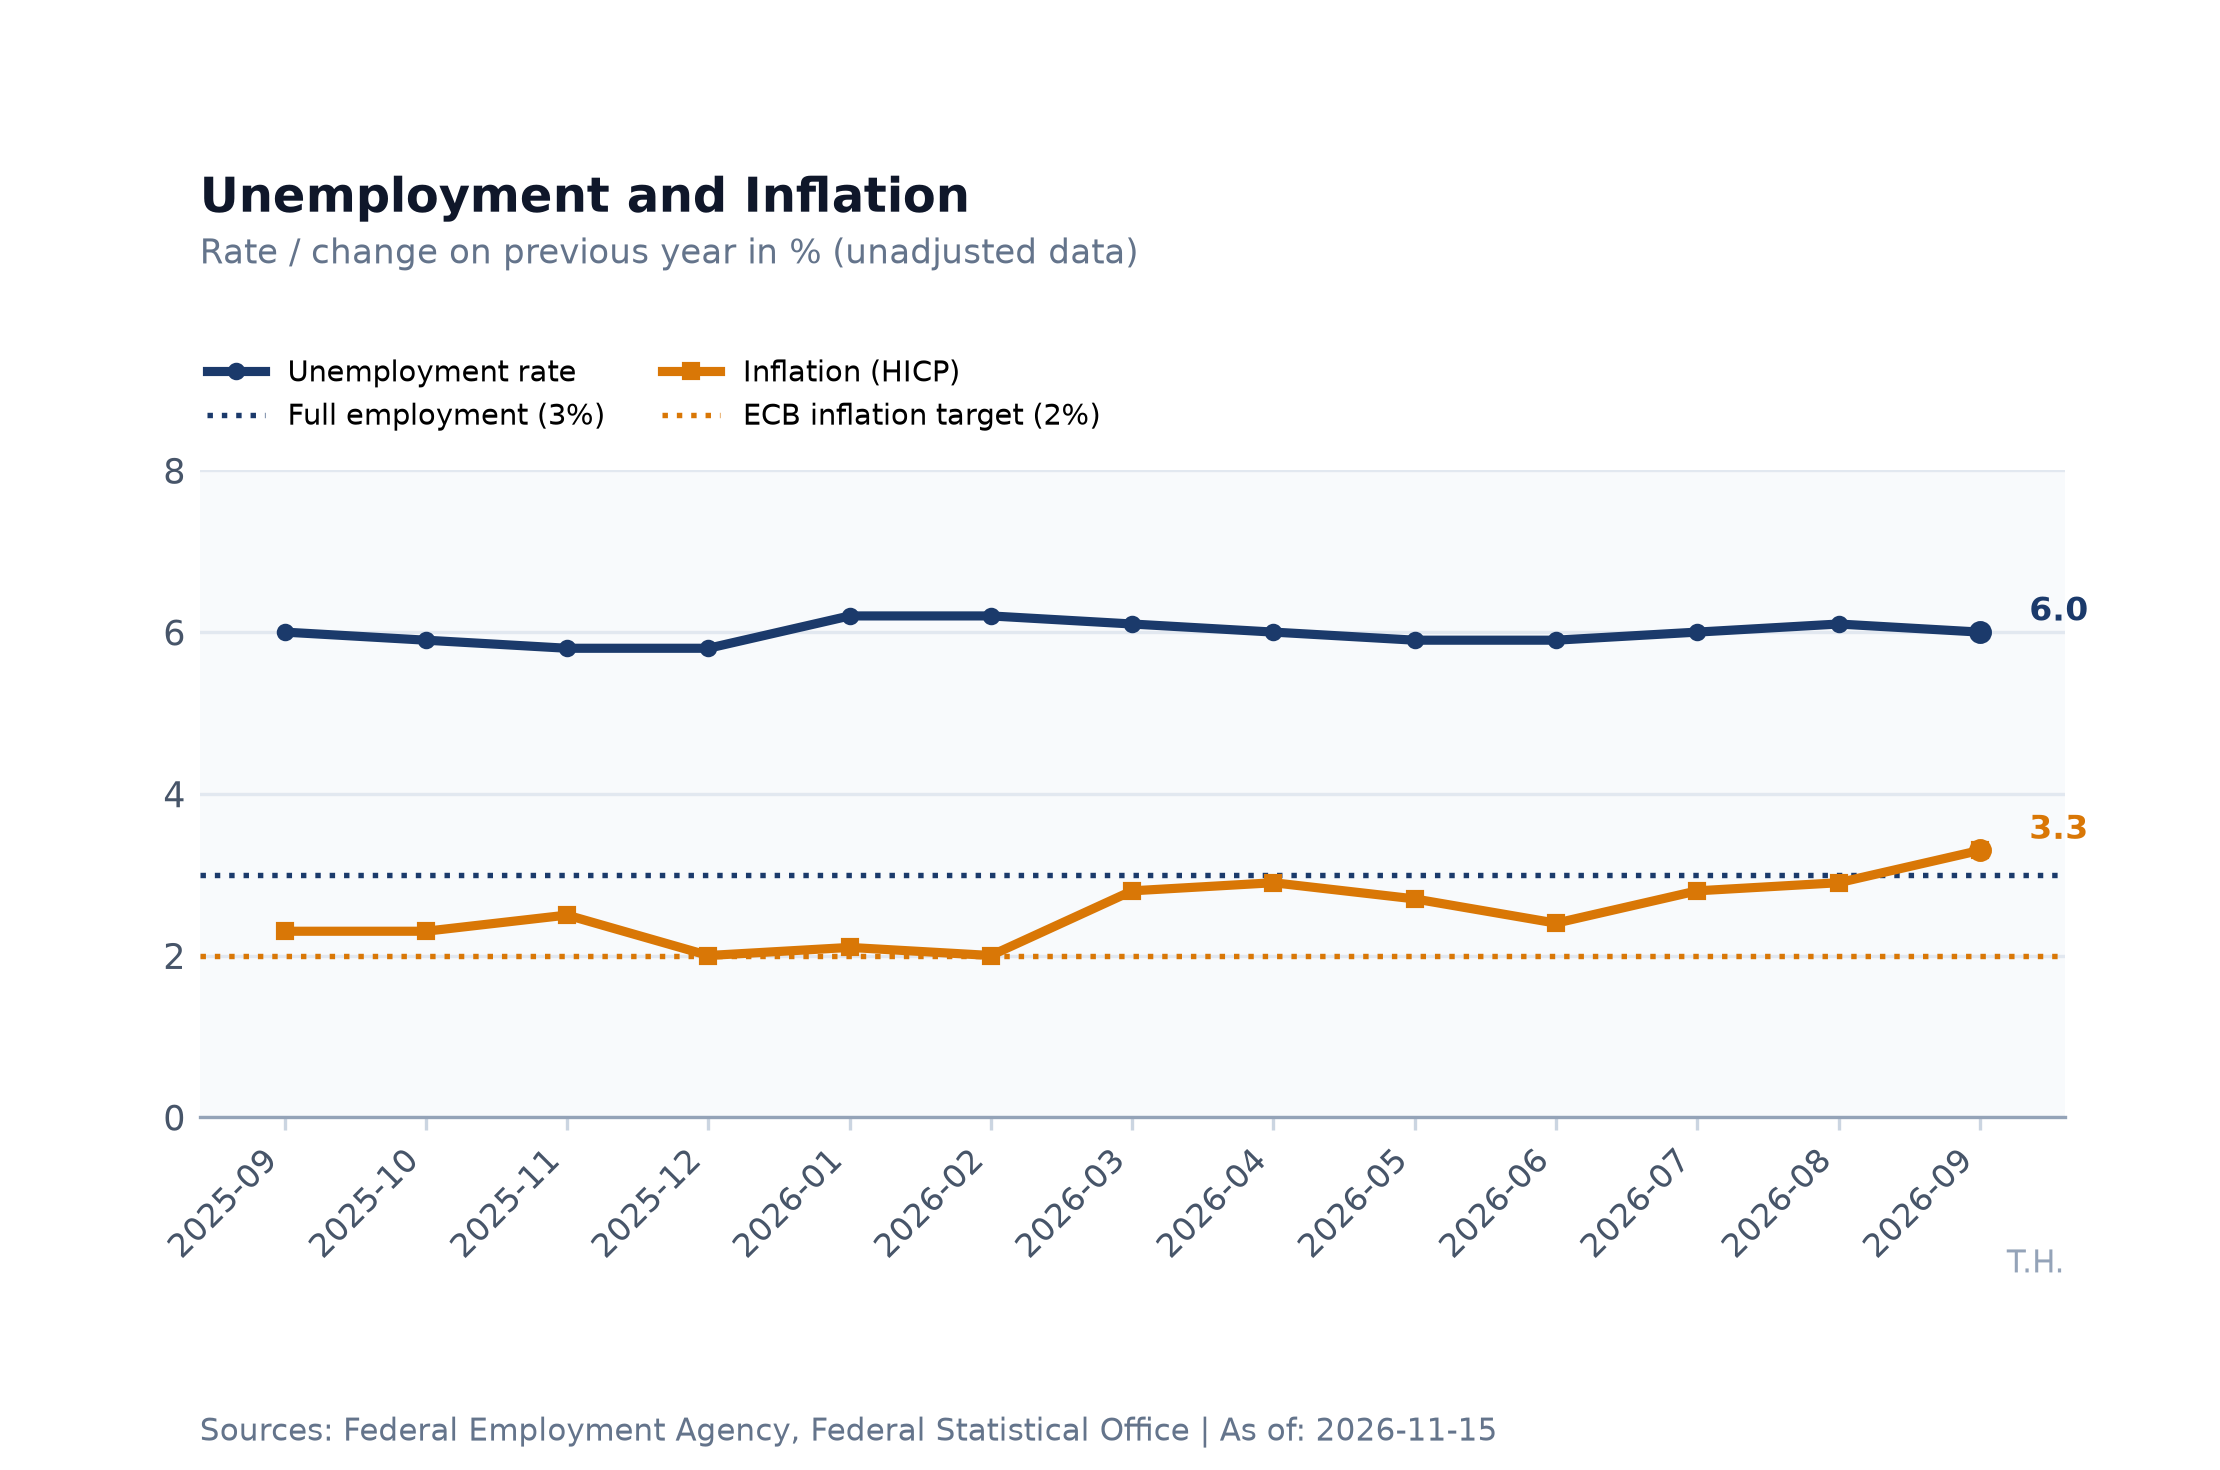 Unemployment and Inflation
Rate / change on previous year in % (unadjusted data)
Unemployment rate
Inflation (HICP)
Full employment (3%)
ECB inflation target (2%)
8
6
4
2
0
6.0
3.3
2025-09
2025-10
2025-11
2025-12
2026-01
2026-02
2026-03
2026-04
2026-05
2026-06
2026-07
2026-08
2026-09
T.H.
Sources: Federal Employment Agency, Federal Statistical Office | As of: 2026-11-15